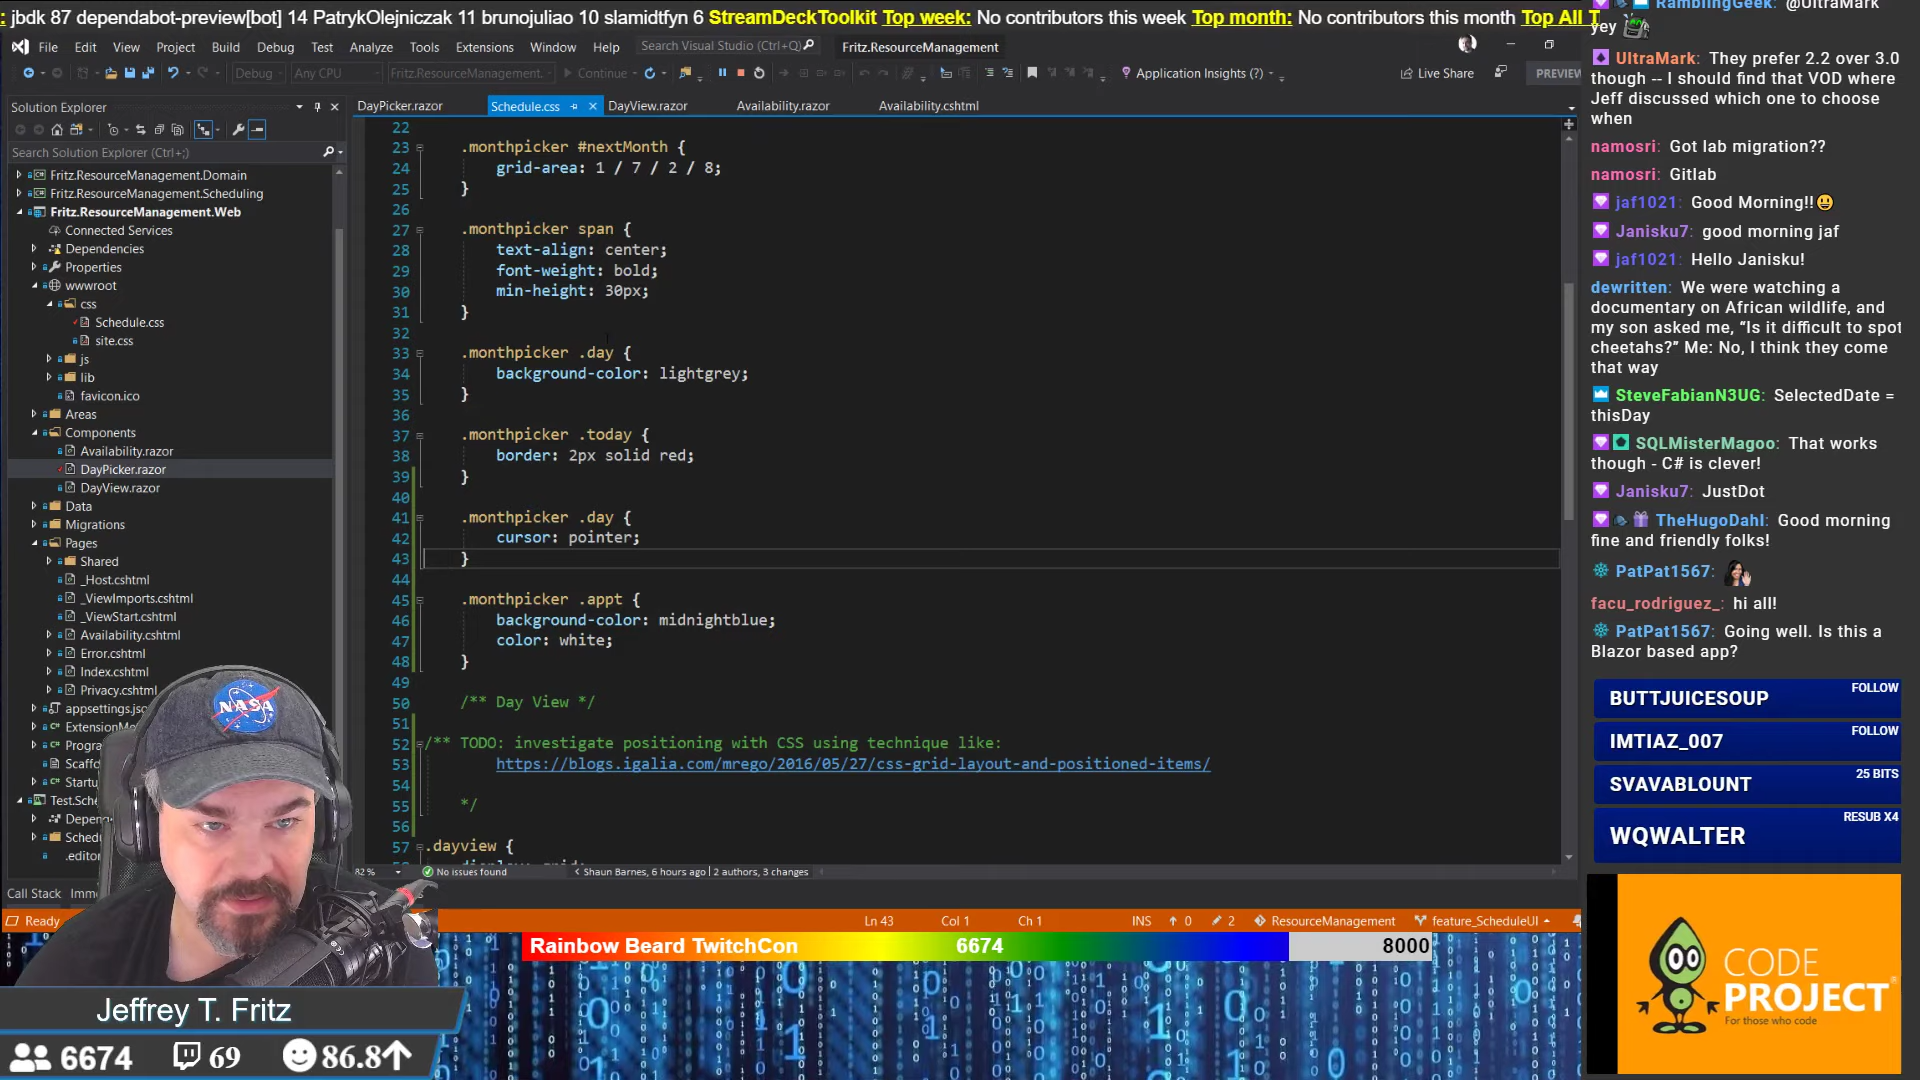 : jbdk 87 dependabot-preview[bot] 14 PatrykOlejniczak 11 brunojuliao 10 slamidtfyn 6 StreamDeckToolkit Top week: No contributors this week Top month: No contributors this month Top All T
File Edit View Project Build Debug Test Analyze Tools Extensions Window Help Search Visual Studio (Ctrl+Q) Fritz.ResourceManagement
Debug Any CPU Fritz.ResourceManagement. Continue Application Insights (?) Live Share PREVIEW
Solution Explorer
Search Solution Explorer (Ctrl+;)
Fritz.ResourceManagement.Domain
Fritz.ResourceManagement.Scheduling
Fritz.ResourceManagement.Web
Connected Services
Dependencies
Properties
wwwroot
css
Schedule.css
site.css
js
lib
favicon.ico
Areas
Components
Availability.razor
DayPicker.razor
DayView.razor
Data
Migrations
Pages
Shared
_Host.cshtml
_ViewImports.cshtml
_ViewStart.cshtml
Availability.cshtml
Error.cshtml
Index.cshtml
Privacy.cshtml
appsettings.jso
ExtensionMe
Progra
Scaffo
Startu
Test.Sche
Depen
Schedu
.editor
Call Stack Imm
DayPicker.razor Schedule.css DayView.razor Availability.razor Availability.cshtml
22
23 .monthpicker #nextMonth {
24 grid-area: 1 / 7 / 2 / 8;
25 }
26
27 .monthpicker span {
28 text-align: center;
29 font-weight: bold;
30 min-height: 30px;
31 }
32
33 .monthpicker .day {
34 background-color: lightgrey;
35 }
36
37 .monthpicker .today {
38 border: 2px solid red;
39 }
40
41 .monthpicker .day {
42 cursor: pointer;
43 }
44
45 .monthpicker .appt {
46 background-color: midnightblue;
47 color: white;
48 }
49
50 /** Day View */
51
52 /** TODO: investigate positioning with CSS using technique like:
53 https://blogs.igalia.com/mrego/2016/05/27/css-grid-layout-and-positioned-items/
54
55 */
56
57 .dayview {
82 % No issues found < Shaun Barnes, 6 hours ago | 2 authors, 3 changes
Ready Ln 43 Col 1 Ch 1 INS 0 2 ResourceManagement feature_ScheduleUI
RamblingGeek: @UltraMark
yey
UltraMark: They prefer 2.2 over 3.0
though -- I should find that VOD where
Jeff discussed which one to choose
when
namosri: Got lab migration??
namosri: Gitlab
jaf1021: Good Morning!!
Janisku7: good morning jaf
jaf1021: Hello Janisku!
dewritten: We were watching a
documentary on African wildlife, and
my son asked me, “Is it difficult to spot
cheetahs?” Me: No, I think they come
that way
SteveFabianN3UG: SelectedDate =
thisDay
SQLMisterMagoo: That works
though - C# is clever!
Janisku7: JustDot
TheHugoDahl: Good morning
fine and friendly folks!
PatPat1567:
facu_rodriguez_: hi all!
PatPat1567: Going well. Is this a
Blazor based app?
BUTTJUICESOUP FOLLOW
IMTIAZ_007 FOLLOW
SVAVABLOUNT 25 BITS
WQWALTER RESUB X4
CODE
PROJECT
For those who code
NASA
Rainbow Beard TwitchCon 6674 8000
Jeffrey T. Fritz
6674 69 86.8